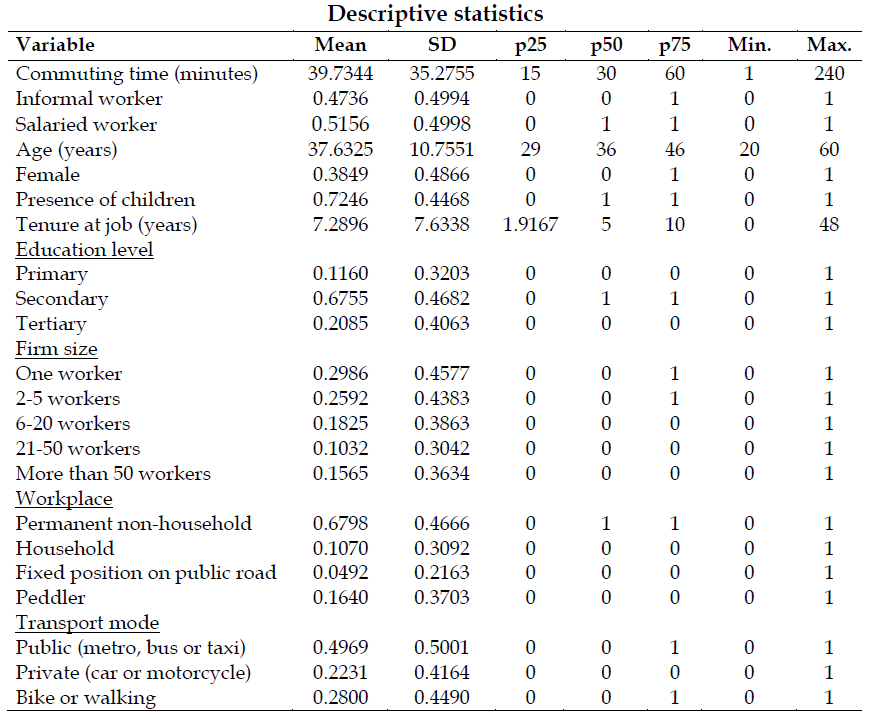 Descriptive statistics
Variable Mean SD p25 p50 p75 Min. Max.
Commuting time (minutes) 39.7344 35.2755 15 30 60 1 240
Informal worker 0.4736 0.4994 0 0 1 0 1
Salaried worker 0.5156 0.4998 0 1 1 0 1
Age (years) 37.6325 10.7551 29 36 46 20 60
Female 0.3849 0.4866 0 0 1 0 1
Presence of children 0.7246 0.4468 0 1 1 0 1
Tenure at job (years) 7.2896 7.6338 1.9167 5 10 0 48
Education level
Primary 0.1160 0.3203 0 0 0 0 1
Secondary 0.6755 0.4682 0 1 1 0 1
Tertiary 0.2085 0.4063 0 0 0 0 1
Firm size
One worker 0.2986 0.4577 0 0 1 0 1
2-5 workers 0.2592 0.4383 0 0 1 0 1
6-20 workers 0.1825 0.3863 0 0 0 0 1
21-50 workers 0.1032 0.3042 0 0 0 0 1
More than 50 workers 0.1565 0.3634 0 0 0 0 1
Workplace
Permanent non-household 0.6798 0.4666 0 1 1 0 1
Household 0.1070 0.3092 0 0 0 0 1
Fixed position on public road 0.0492 0.2163 0 0 0 0 1
Peddler 0.1640 0.3703 0 0 0 0 1
Transport mode
Public (metro, bus or taxi) 0.4969 0.5001 0 0 1 0 1
Private (car or motorcycle) 0.2231 0.4164 0 0 0 0 1
Bike or walking 0.2800 0.4490 0 0 1 0 1